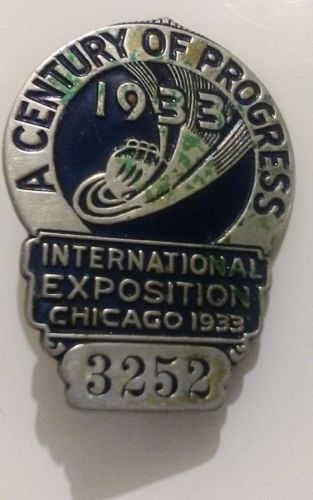 A CENTURY OF PROGRESS
1933
INTERNATIONAL
EXPOSITION
CHICAGO 1933
3252